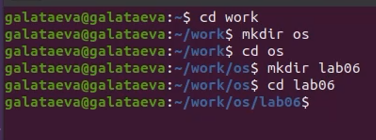 galataeva@galataeva:~$ cd work
galataeva@galataeva:~/work$ mkdir os
galataeva@galataeva:~/work$ cd os
galataeva@galataeva:~/work/os$ mkdir lab06
galataeva@galataeva:~/work/os$ cd lab06
galataeva@galataeva:~/work/os/lab06$